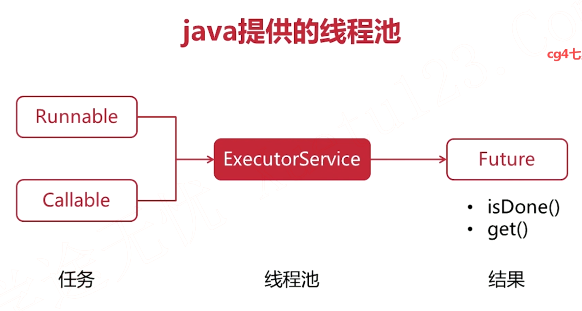 java提供的线程池
cg4七
Runnable
Callable
ExecutorService
Future
• isDone()
• get()
任务
线程池
结果